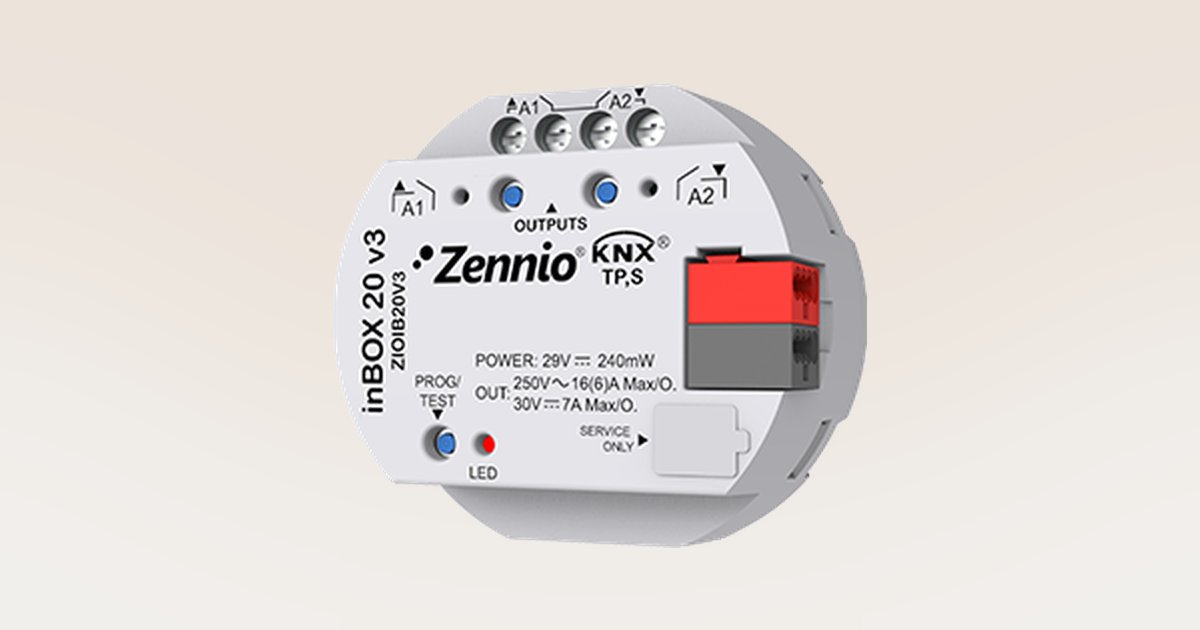 A1 A2
A1 A2
OUTPUTS
Zennio® KNX®
TP,S
inBOX 20 v3
ZIOIB20V3
POWER: 29V⎓ 240mW
OUT: 250V～16(6)A Max/O.
30V⎓7A Max/O.
PROG/
TEST
SERVICE
ONLY
LED